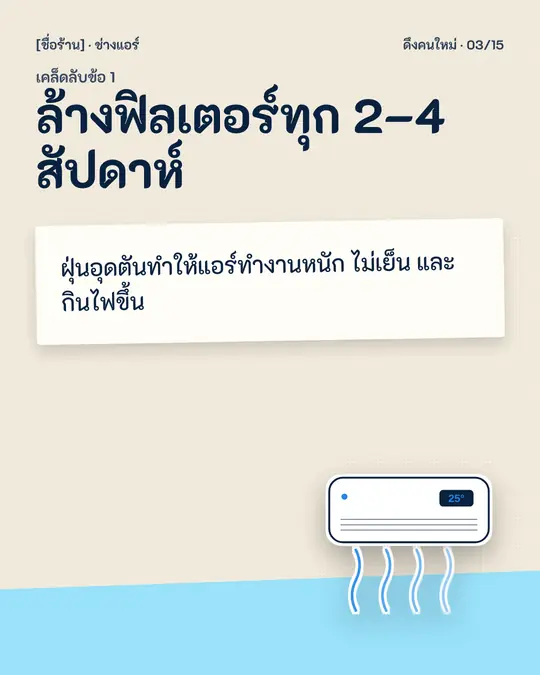 [ชื่อร้าน] · ช่างแอร์
ดึงคนใหม่ · 03/15
เคล็ดลับข้อ 1
ล้างฟิลเตอร์ทุก 2–4
สัปดาห์
ฝุ่นอุดตันทำให้แอร์ทำงานหนัก ไม่เย็น และ
กินไฟขึ้น
25°